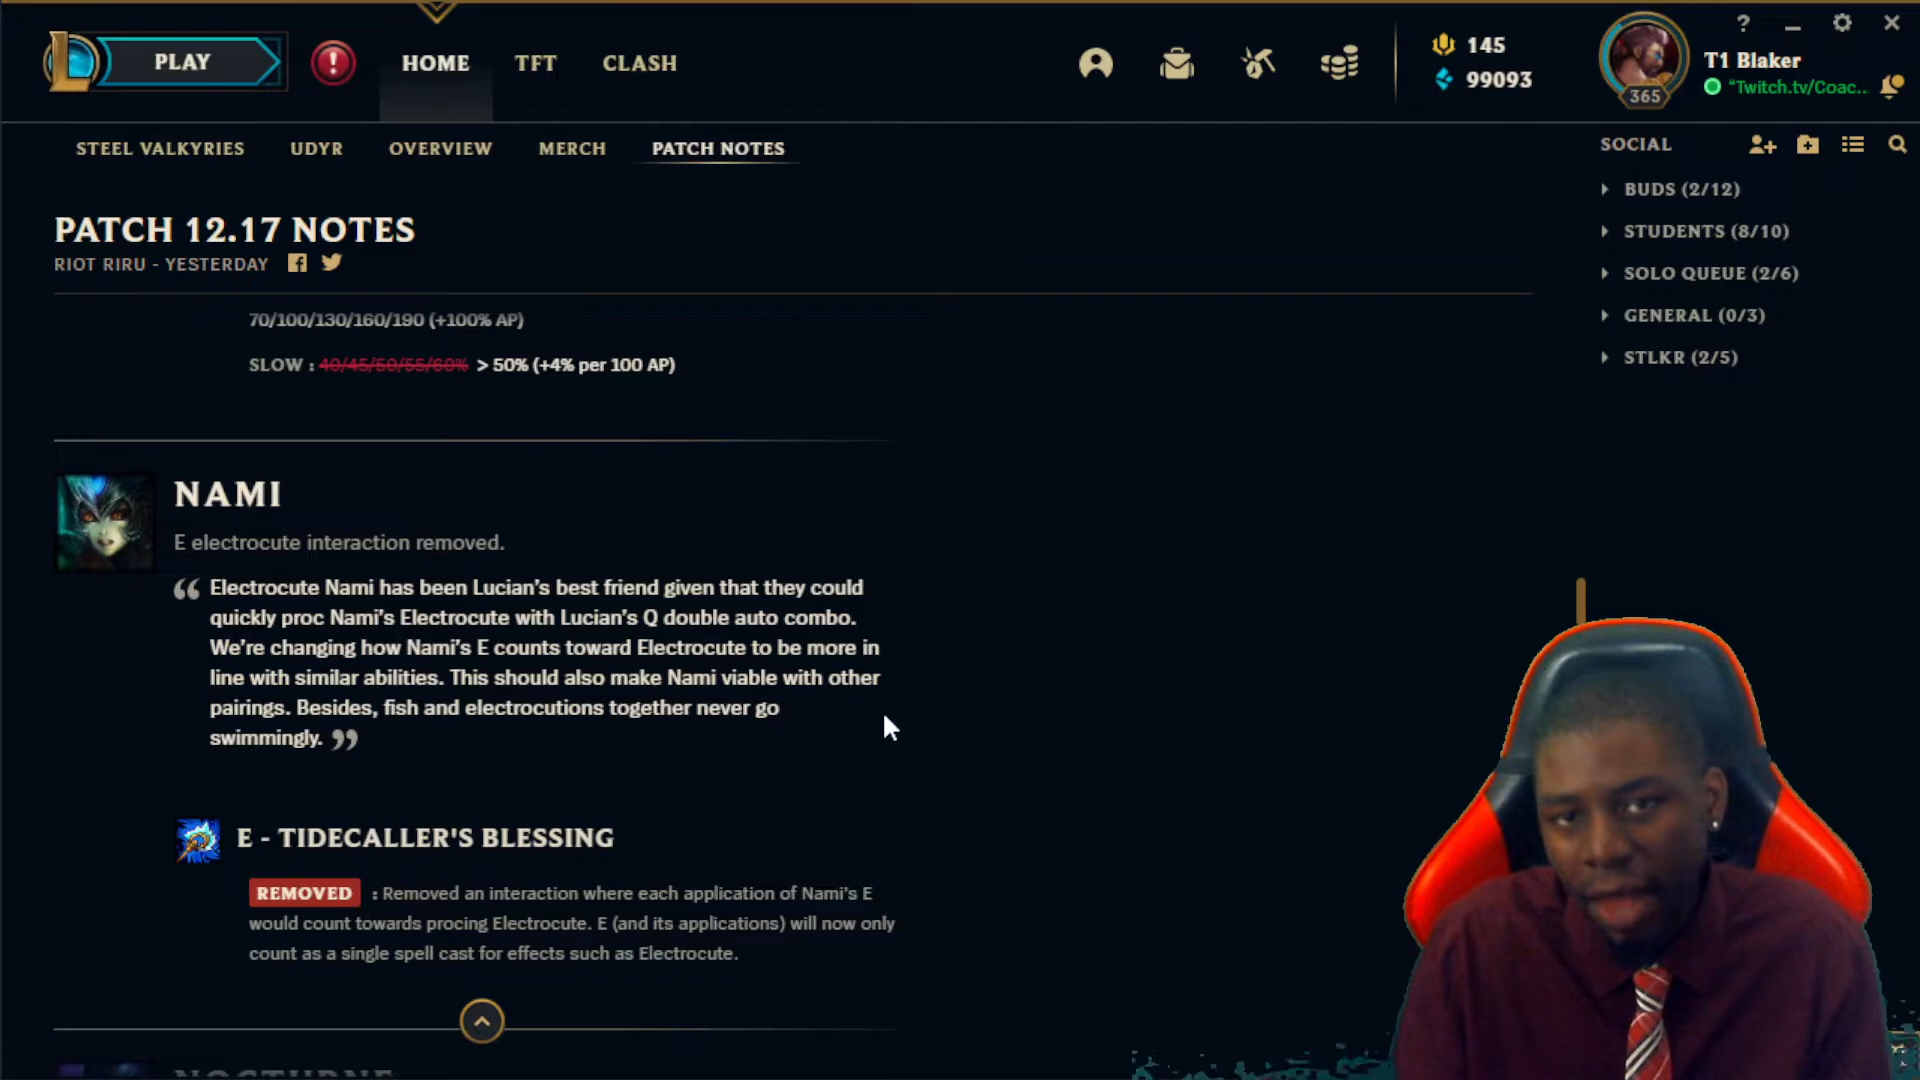 PLAY
HOME
TFT
CLASH
145
99093
365
?
T1 Blaker
"Twitch.tv/Coac...
STEEL VALKYRIES
UDYR
OVERVIEW
MERCH
PATCH NOTES
SOCIAL
BUDS (2/12)
STUDENTS (8/10)
SOLO QUEUE (2/6)
GENERAL (0/3)
STLKR (2/5)
PATCH 12.17 NOTES
RIOT RIRU - YESTERDAY
70/100/130/160/190 (+100% AP)
SLOW : 40/45/50/55/60% > 50% (+4% per 100 AP)
NAMI
E electrocute interaction removed.
“ Electrocute Nami has been Lucian's best friend given that they could
quickly proc Nami's Electrocute with Lucian's Q double auto combo.
We're changing how Nami's E counts toward Electrocute to be more in
line with similar abilities. This should also make Nami viable with other
pairings. Besides, fish and electrocutions together never go
swimmingly. ”
E - TIDECALLER'S BLESSING
REMOVED : Removed an interaction where each application of Nami's E
would count towards procing Electrocute. E (and its applications) will now only
count as a single spell cast for effects such as Electrocute.
NOCTURNE